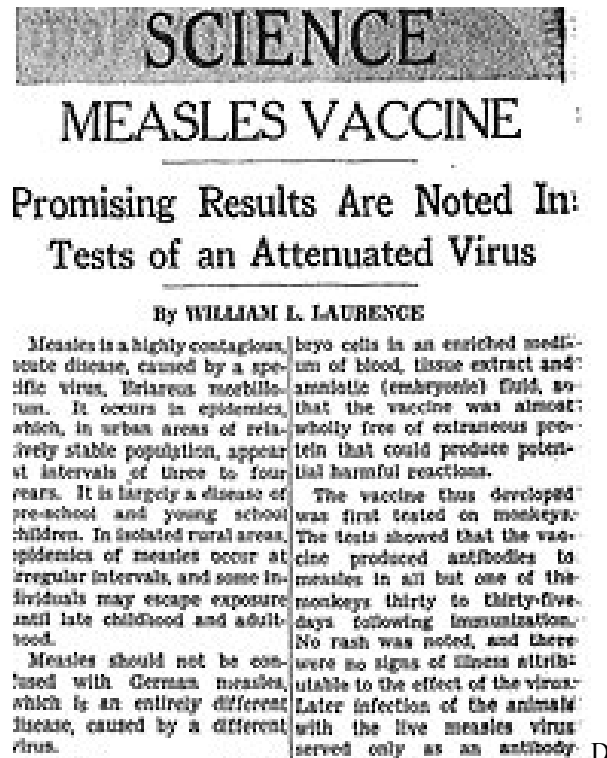 SCIENCE
MEASLES VACCINE
Promising Results Are Noted In
Tests of an Attenuated Virus
By WILLIAM L. LAURENCE
Measles is a highly contagious,
acute disease, caused by a spe-
cific virus, Briareus morbillo-
rum. It occurs in epidemics,
which, in urban areas of rela-
tively stable population, appear
at intervals of three to four
years. It is largely a disease of
pre-school and young school
children. In isolated rural areas,
epidemics of measles occur at
irregular intervals, and some in-
dividuals may escape exposure
until late childhood and adult-
hood.
Measles should not be con-
fused with German measles,
which is an entirely different
disease, caused by a different
virus.
bryo cells in an enriched medi-
um of blood, tissue extract and
amniotic (embryonic) fluid, so
that the vaccine was almost
wholly free of extraneous pro-
tein that could produce poten-
tial harmful reactions.
The vaccine thus developed
was first tested on monkeys.
The tests showed that the vac-
cine produced antibodies to
measles in all but one of the
monkeys thirty to thirty-five
days following immunization.
No rash was noted, and there
were no signs of illness attrib-
utable to the effect of the virus.
Later infection of the animals
with the live measles virus
served only as an antibody
D